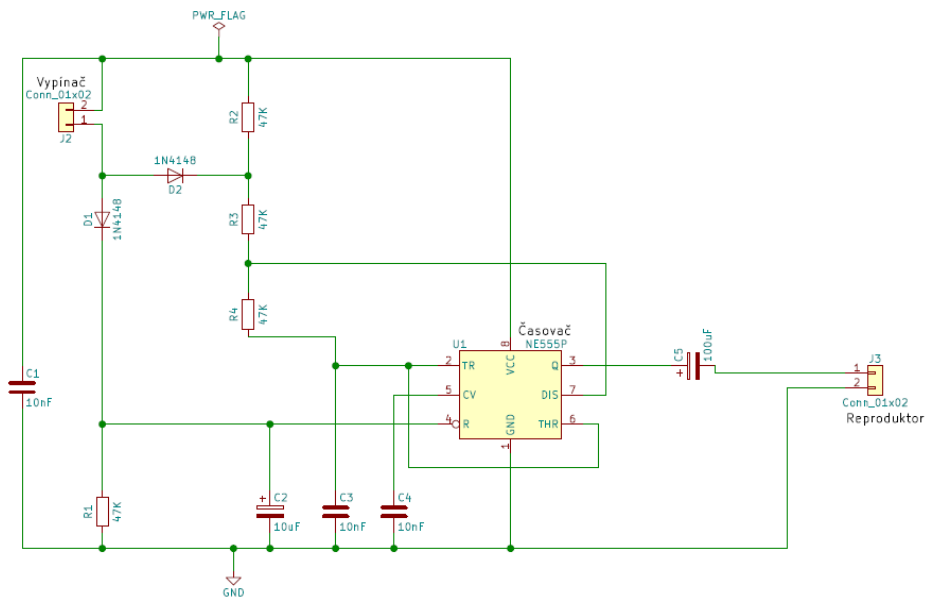 PWR_FLAG
Vypínač
Conn_01x02
2
1
J2
R2
47K
1N4148
D2
D1
1N4148
R3
47K
R4
47K
Časovač
U1
NE555P
8
VCC
2
TR
Q
3
5
CV
DIS
7
4
R
THR
6
GND
1
C5
100uF
+
J3
1
2
Conn_01x02
Reproduktor
C1
10nF
R1
47K
+
C2
10uF
C3
10nF
C4
10nF
GND